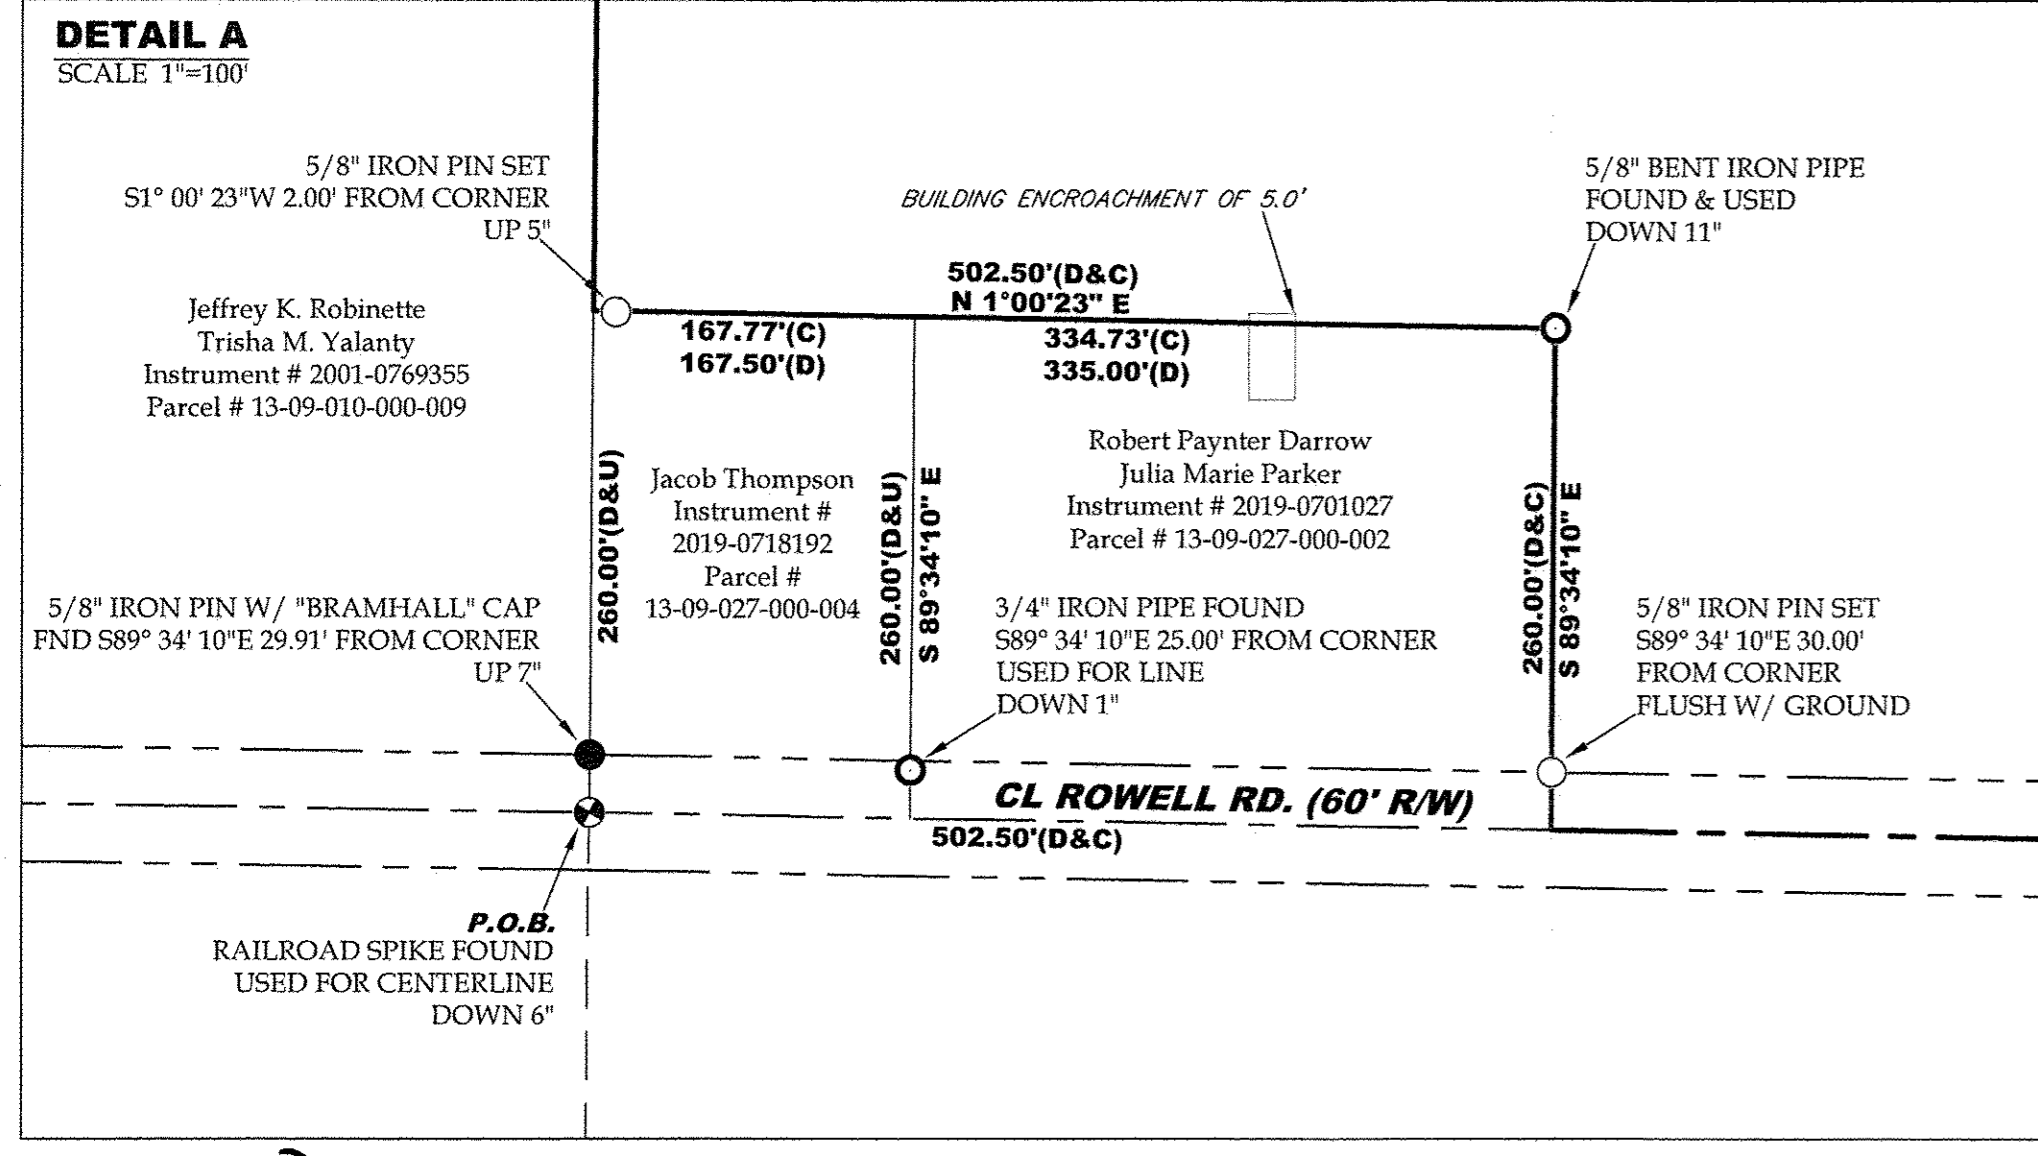 DETAIL A
SCALE 1"=100'
5/8" IRON PIN SET
S1° 00' 23"W 2.00' FROM CORNER
UP 5"
BUILDING ENCROACHMENT OF 5.0'
5/8" BENT IRON PIPE
FOUND & USED
DOWN 11"
502.50'(D&C)
N 1°00'23" E
167.77'(C)
167.50'(D)
334.73'(C)
335.00'(D)
Jeffrey K. Robinette
Trisha M. Yalanty
Instrument # 2001-0769355
Parcel # 13-09-010-000-009
260.00'(D&U)
Jacob Thompson
Instrument #
2019-0718192
Parcel #
13-09-027-000-004
260.00'(D&U)
S 89°34'10" E
Robert Paynter Darrow
Julia Marie Parker
Instrument # 2019-0701027
Parcel # 13-09-027-000-002
260.00'(D&C)
S 89°34'10" E
5/8" IRON PIN W/ "BRAMHALL" CAP
FND S89° 34' 10"E 29.91' FROM CORNER
UP 7"
3/4" IRON PIPE FOUND
S89° 34' 10"E 25.00' FROM CORNER
USED FOR LINE
DOWN 1"
5/8" IRON PIN SET
S89° 34' 10"E 30.00'
FROM CORNER
FLUSH W/ GROUND
CL ROWELL RD. (60' R/W)
502.50'(D&C)
P.O.B.
RAILROAD SPIKE FOUND
USED FOR CENTERLINE
DOWN 6"